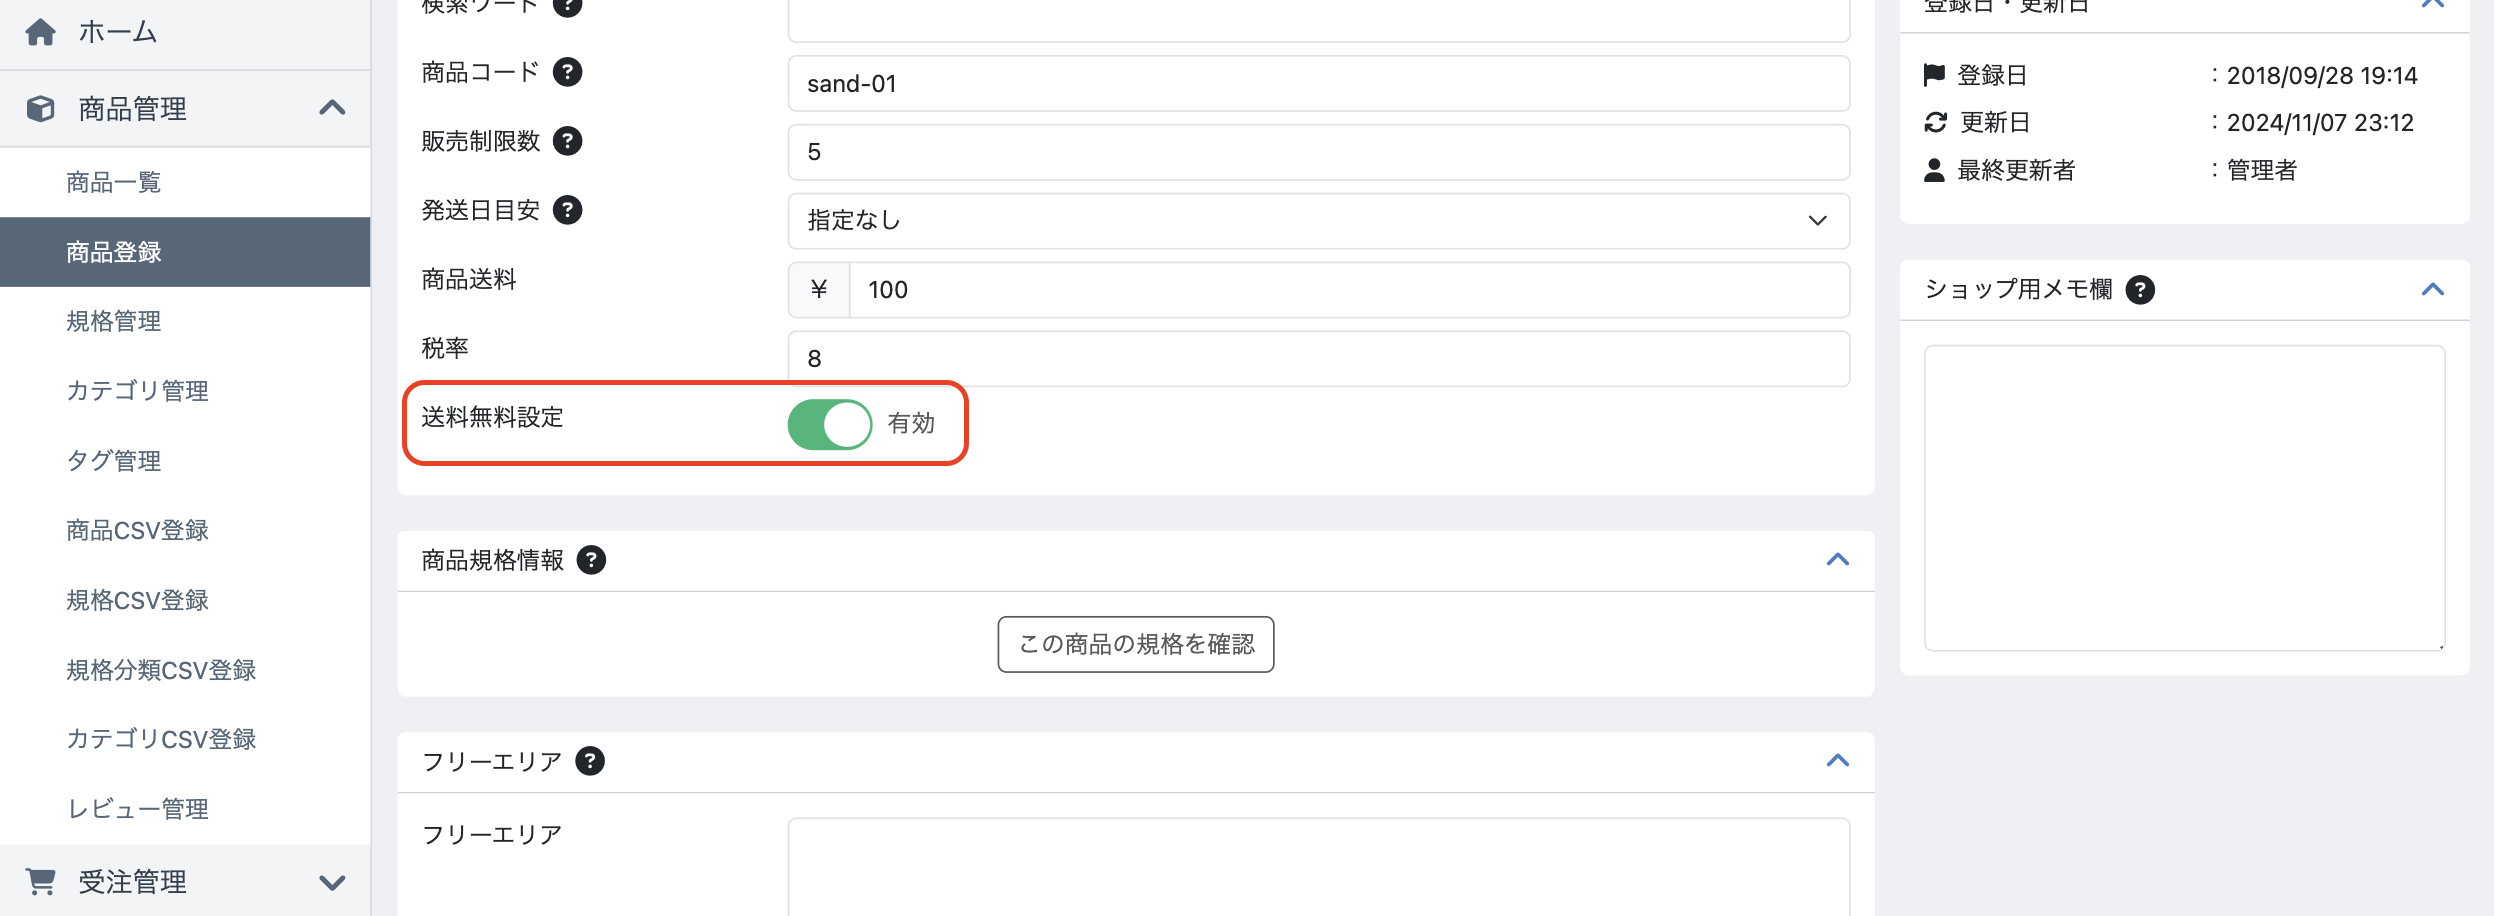 ホーム
商品管理
商品一覧
商品登録
規格管理
カテゴリ管理
タグ管理
商品CSV登録
規格CSV登録
規格分類CSV登録
カテゴリCSV登録
レビュー管理
受注管理
検索ワード ?
商品コード ? sand-01
販売制限数 ? 5
発送日目安 ? 指定なし
商品送料 ¥ 100
税率 8
送料無料設定 有効
商品規格情報 ?
この商品の規格を確認
フリーエリア ?
フリーエリア
登録日・更新日
登録日 : 2018/09/28 19:14
更新日 : 2024/11/07 23:12
最終更新者 : 管理者
ショップ用メモ欄 ?